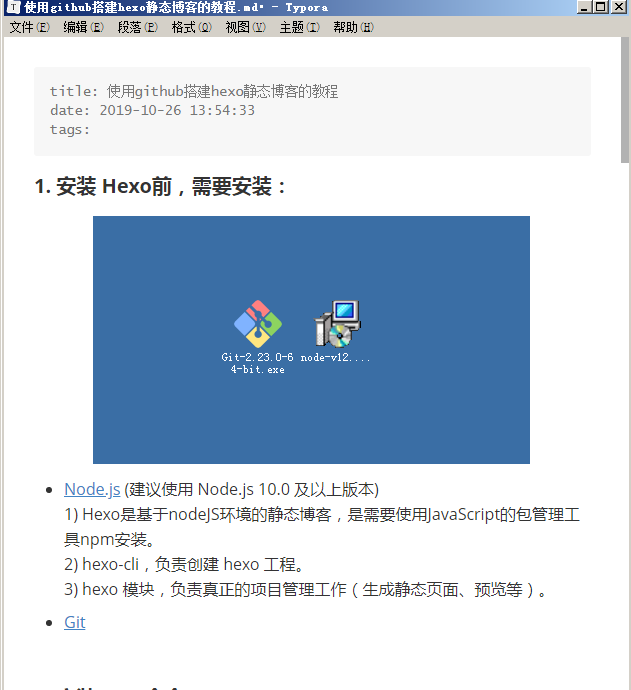 使用github搭建hexo静态博客的教程.md• - Typora
文件(F) 编辑(E) 段落(P) 格式(O) 视图(V) 主题(T) 帮助(H)
title: 使用github搭建hexo静态博客的教程
date: 2019-10-26 13:54:33
tags:
1. 安装 Hexo前，需要安装：
Git-2.23.0-6 node-v12....
4-bit.exe
Node.js (建议使用 Node.js 10.0 及以上版本)
1) Hexo是基于nodeJS环境的静态博客，是需要使用JavaScript的包管理工
具npm安装。
2) hexo-cli，负责创建 hexo 工程。
3) hexo 模块，负责真正的项目管理工作（生成静态页面、预览等）。
Git